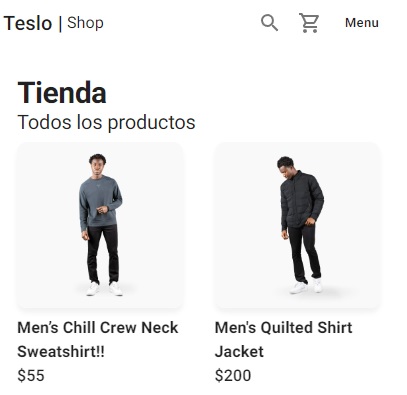 Teslo | Shop
Menu
Tienda
Todos los productos
Men's Chill Crew Neck
Sweatshirt!!
$55
Men's Quilted Shirt
Jacket
$200